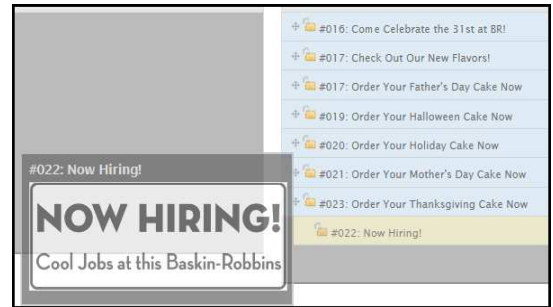 #016: Come Celebrate the 31st at BR!
#017: Check Out Our New Flavors!
#017: Order Your Father's Day Cake Now
#019: Order Your Halloween Cake Now
#020: Order Your Holiday Cake Now
#021: Order Your Mother's Day Cake Now
#023: Order Your Thanksgiving Cake Now
#022: Now Hiring!
#022: Now Hiring!
NOW HIRING!
Cool Jobs at this Baskin-Robbins